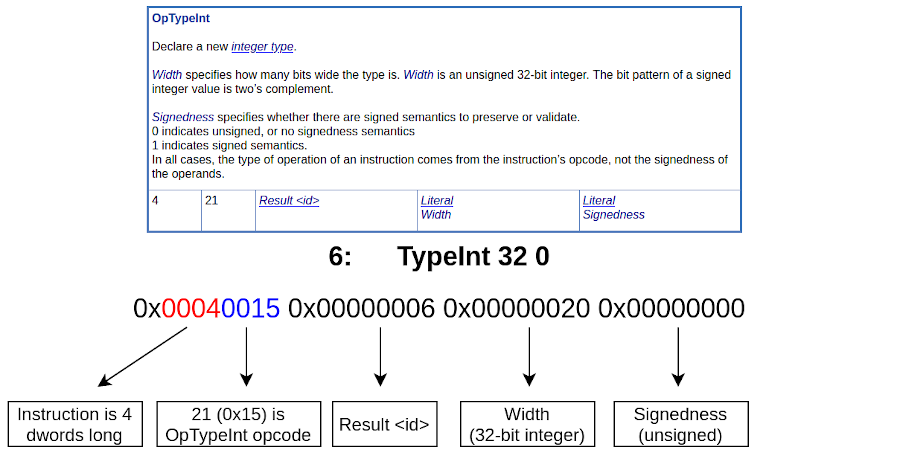 OpTypeInt
Declare a new integer type.
Width specifies how many bits wide the type is. Width is an unsigned 32-bit integer. The bit pattern of a signed
integer value is two's complement.
Signedness specifies whether there are signed semantics to preserve or validate.
0 indicates unsigned, or no signedness semantics
1 indicates signed semantics.
In all cases, the type of operation of an instruction comes from the instruction's opcode, not the signedness of
the operands.
4 21 Result <id> Literal Literal
Width Signedness
6: TypeInt 32 0
0x00040015 0x00000006 0x00000020 0x00000000
Instruction is 4
dwords long
21 (0x15) is
OpTypeInt opcode
Result <id>
Width
(32-bit integer)
Signedness
(unsigned)